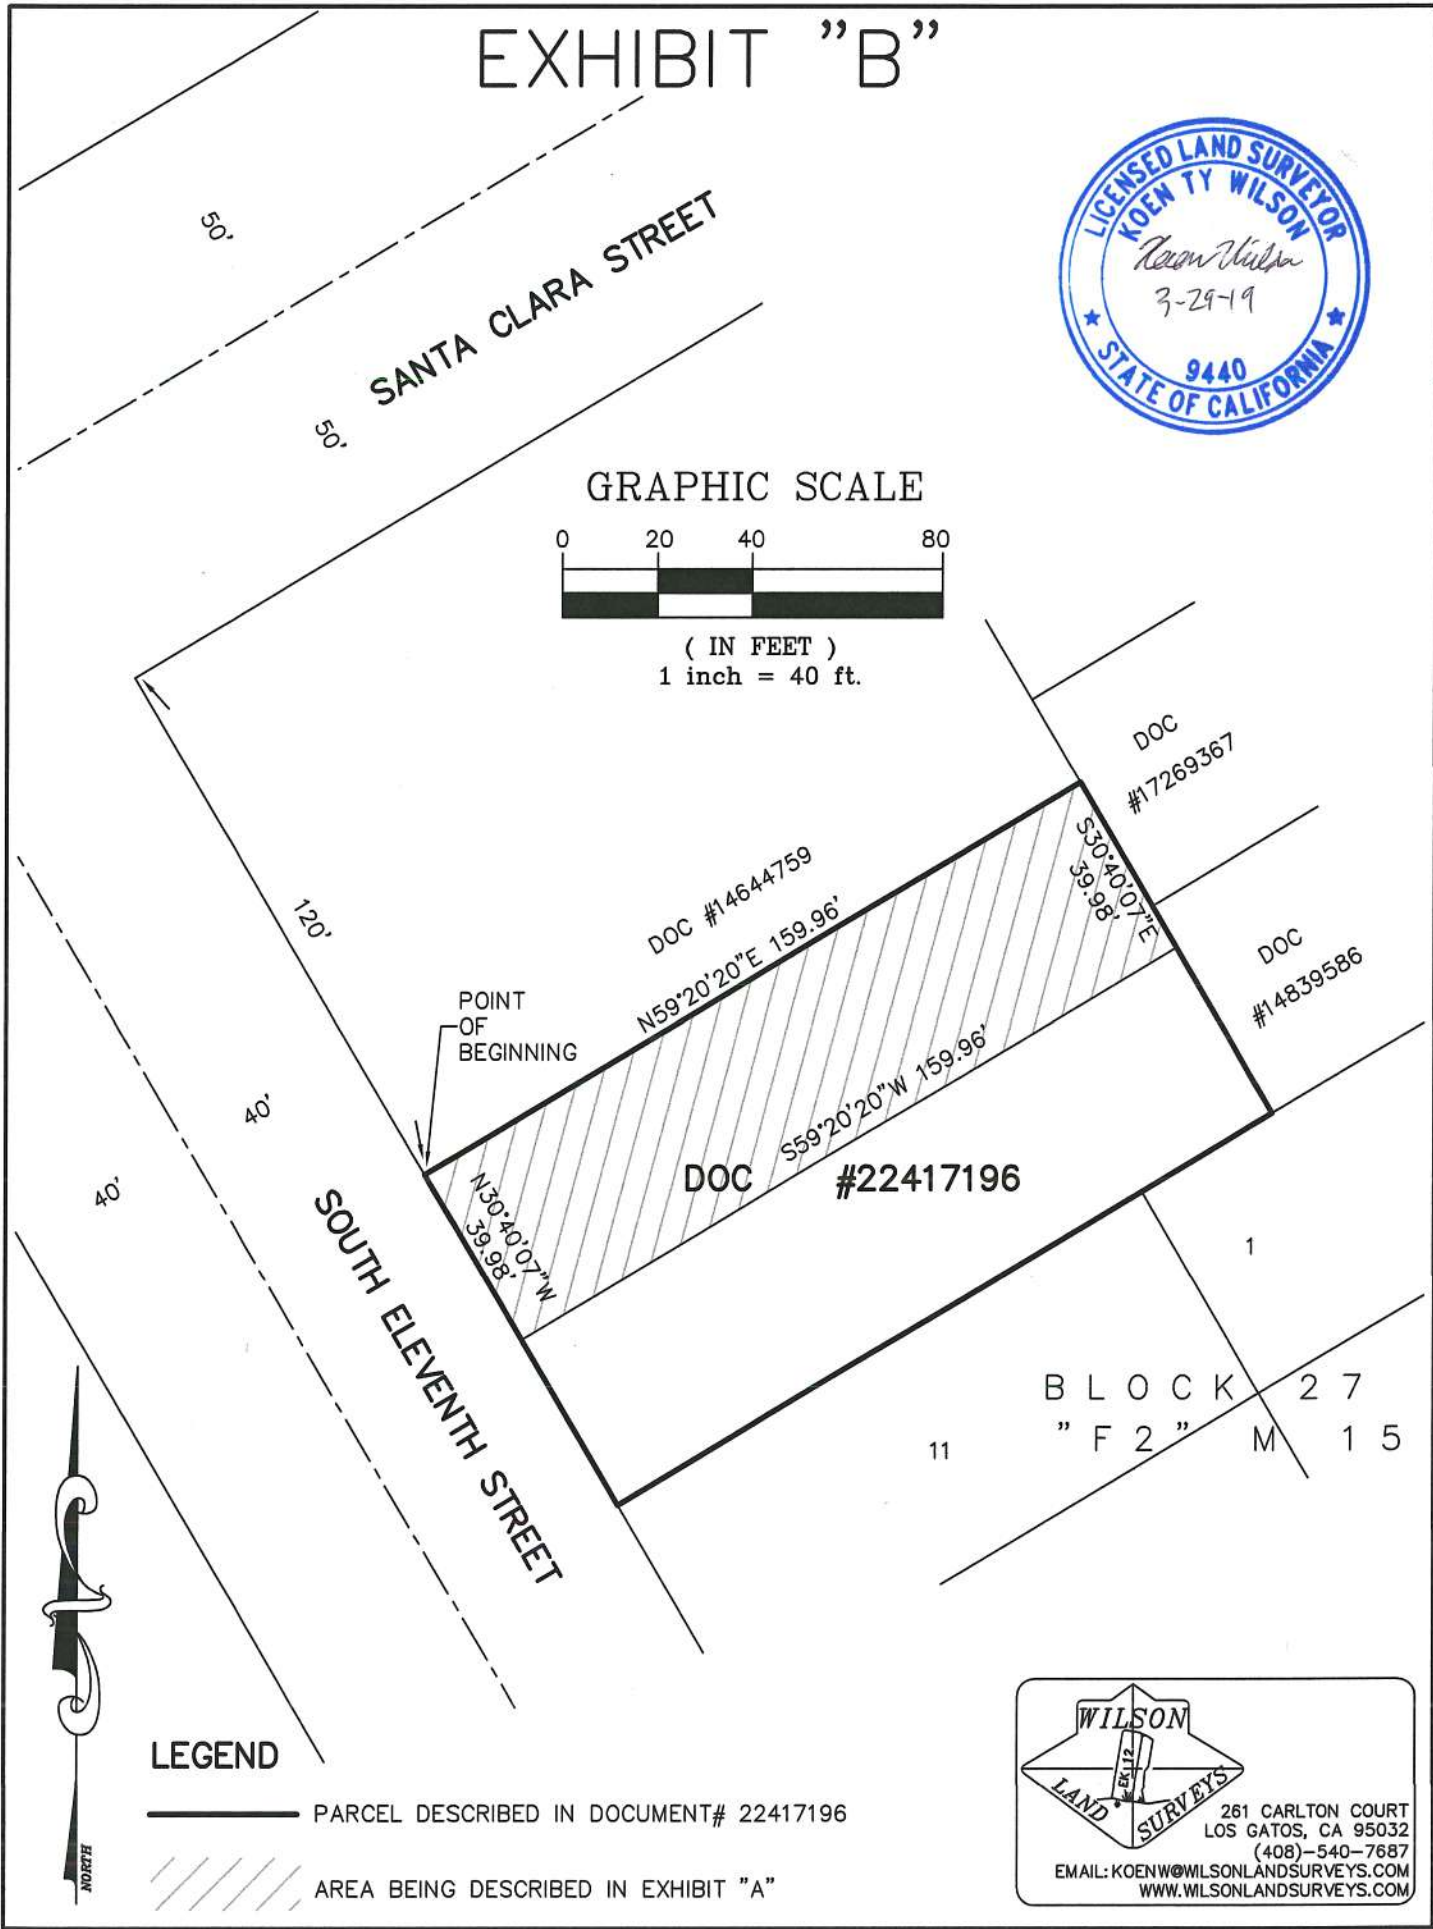 EXHIBIT "B"
LICENSED LAND SURVEYOR
KOEN TY WILSON
3-29-19
9440
STATE OF CALIFORNIA
50'
SANTA CLARA STREET
50'
GRAPHIC SCALE
0 20 40 80
( IN FEET )
1 inch = 40 ft.
DOC
#17269367
120'
DOC #14644759
N59°20'20"E 159.96'
S30°40'07"E
39.98'
DOC
#14839586
POINT
OF
BEGINNING
S59°20'20"W 159.96'
DOC #22417196
N30°40'07"W
39.98'
40'
40'
SOUTH ELEVENTH STREET
1
BLOCK 27
"F2" M 15
11
NORTH
LEGEND
PARCEL DESCRIBED IN DOCUMENT# 22417196
AREA BEING DESCRIBED IN EXHIBIT "A"
WILSON
LAND SURVEYS
EK 12
261 CARLTON COURT
LOS GATOS, CA 95032
(408)-540-7687
EMAIL: KOENW@WILSONLANDSURVEYS.COM
WWW.WILSONLANDSURVEYS.COM